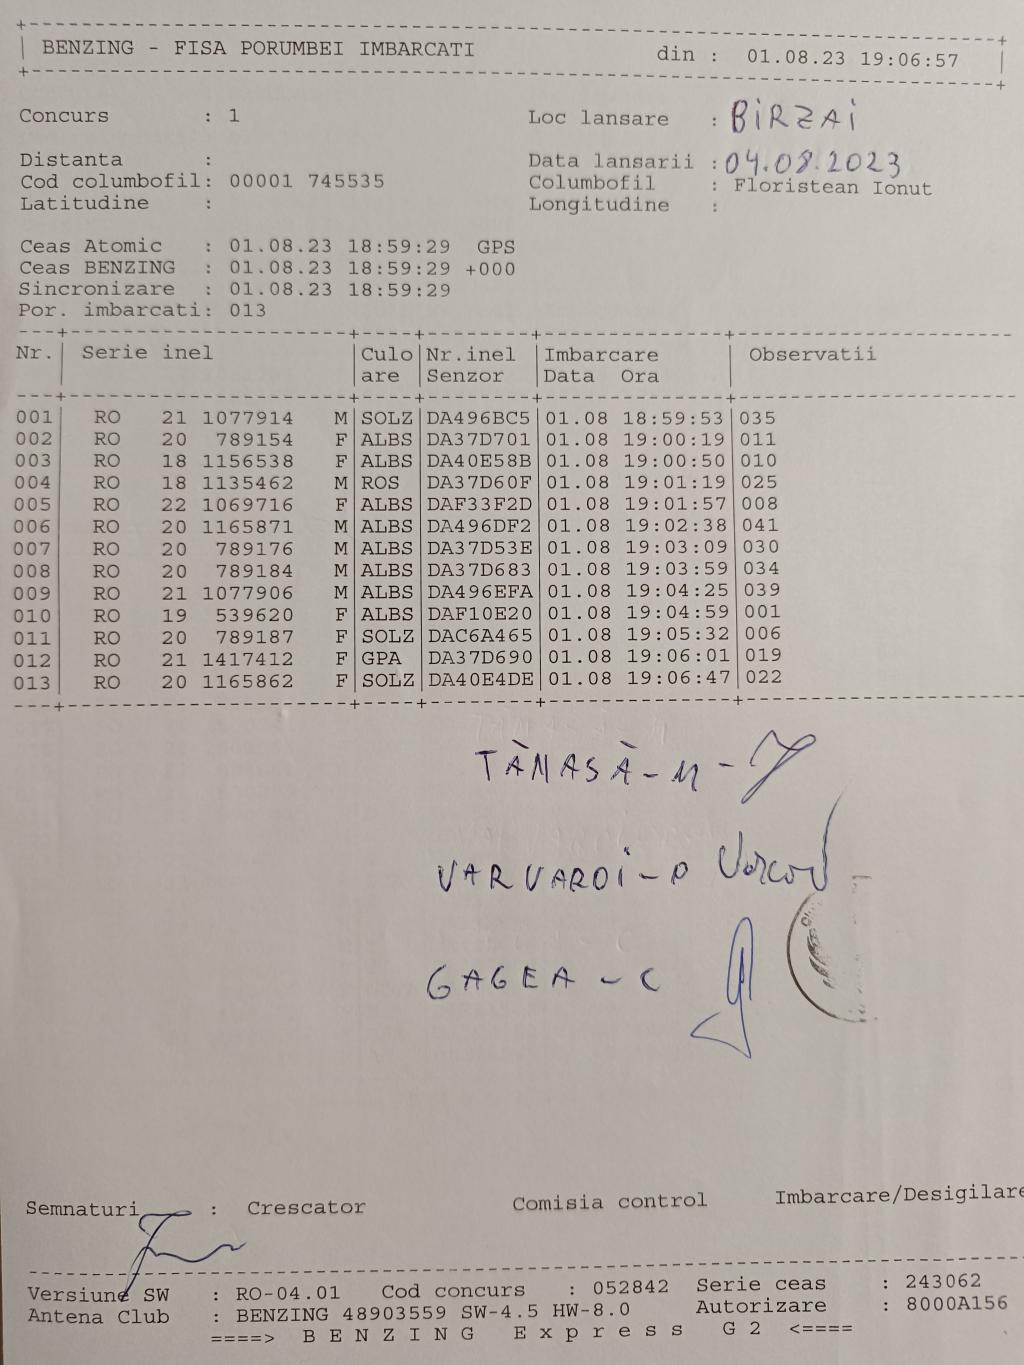 BENZING - FISA PORUMBEI IMBARCATI din : 01.08.23 19:06:57
Concurs : 1 Loc lansare : BIRZAI
Distanta : Data lansarii : 04.08.2023
Cod columbofil: 00001 745535 Columbofil : Floristean Ionut
Latitudine : Longitudine :
Ceas Atomic : 01.08.23 18:59:29 GPS
Ceas BENZING : 01.08.23 18:59:29 +000
Sincronizare : 01.08.23 18:59:29
Por. imbarcati: 013
Nr. Serie inel Culo Nr.inel Imbarcare Observatii
are Senzor Data Ora
001 RO 21 1077914 M SOLZ DA496BC5 01.08 18:59:53 035
002 RO 20 789154 F ALBS DA37D701 01.08 19:00:19 011
003 RO 18 1156538 F ALBS DA40E58B 01.08 19:00:50 010
004 RO 18 1135462 M ROS DA37D60F 01.08 19:01:19 025
005 RO 22 1069716 F ALBS DAF33F2D 01.08 19:01:57 008
006 RO 20 1165871 M ALBS DA496DF2 01.08 19:02:38 041
007 RO 20 789176 M ALBS DA37D53E 01.08 19:03:09 030
008 RO 20 789184 M ALBS DA37D683 01.08 19:03:59 034
009 RO 21 1077906 M ALBS DA496EFA 01.08 19:04:25 039
010 RO 19 539620 F ALBS DAF10E20 01.08 19:04:59 001
011 RO 20 789187 F SOLZ DAC6A465 01.08 19:05:32 006
012 RO 21 1417412 F GPA DA37D690 01.08 19:06:01 019
013 RO 20 1165862 F SOLZ DA40E4DE 01.08 19:06:47 022
TĂNASĂ - M -
VARVAROI - P
GAGEA - C
Semnaturi : Crescator Comisia control Imbarcare/Desigilare
Versiune SW : RO-04.01 Cod concurs : 052842 Serie ceas : 243062
Antena Club : BENZING 48903559 SW-4.5 HW-8.0 Autorizare : 8000A156
====> B E N Z I N G E x p r e s s G 2 <====